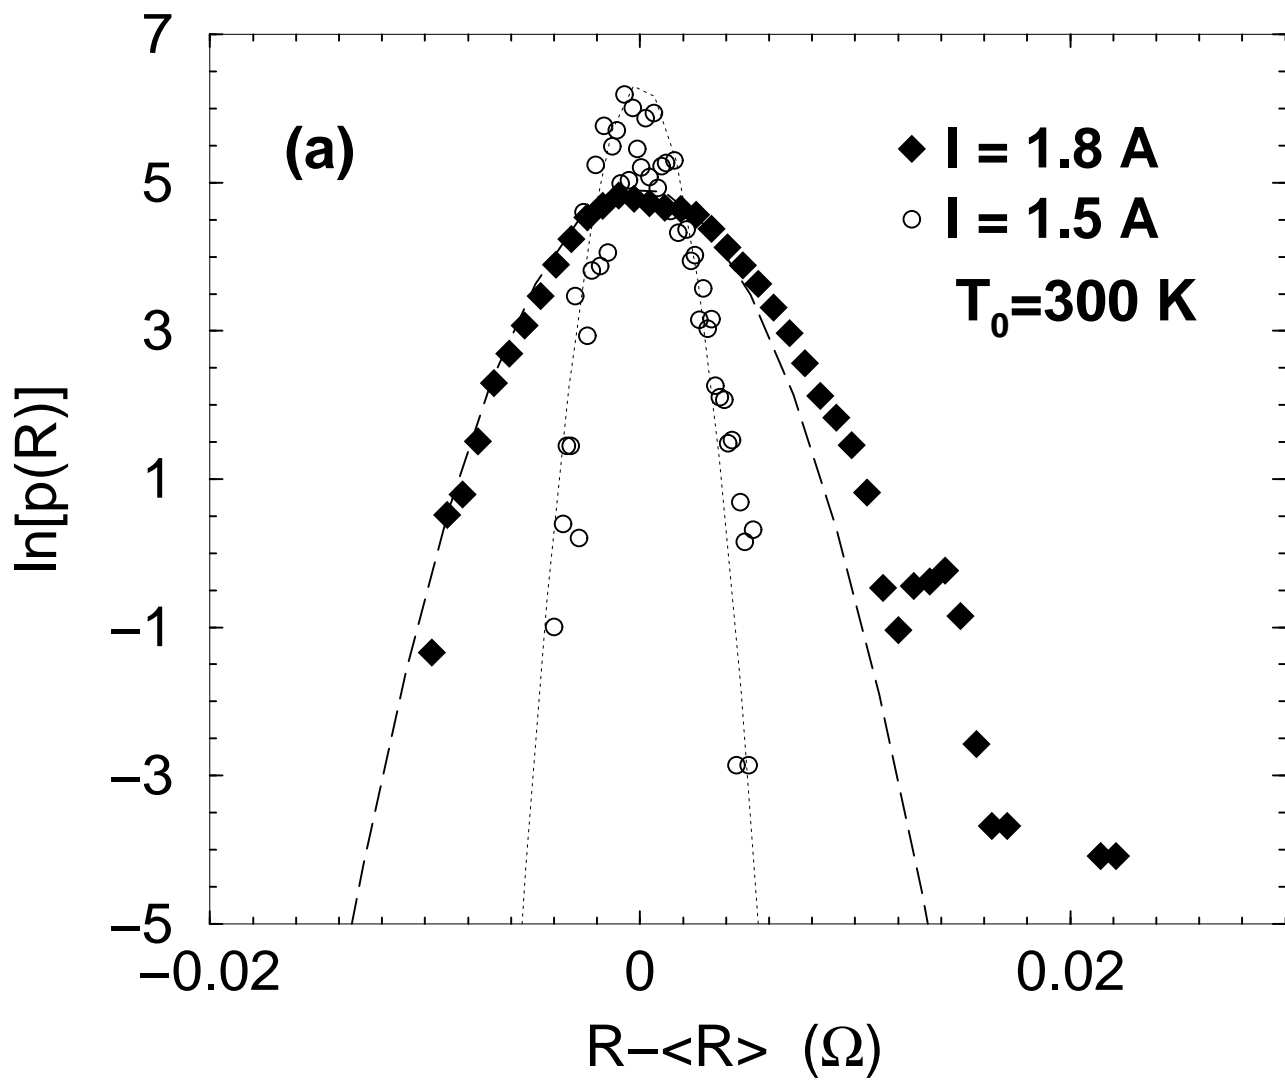 7
5
3
1
−1
−3
−5
ln[p(R)]
(a)
I = 1.8 A
I = 1.5 A
T₀=300 K
−0.02
0
0.02
R−<R> (Ω)